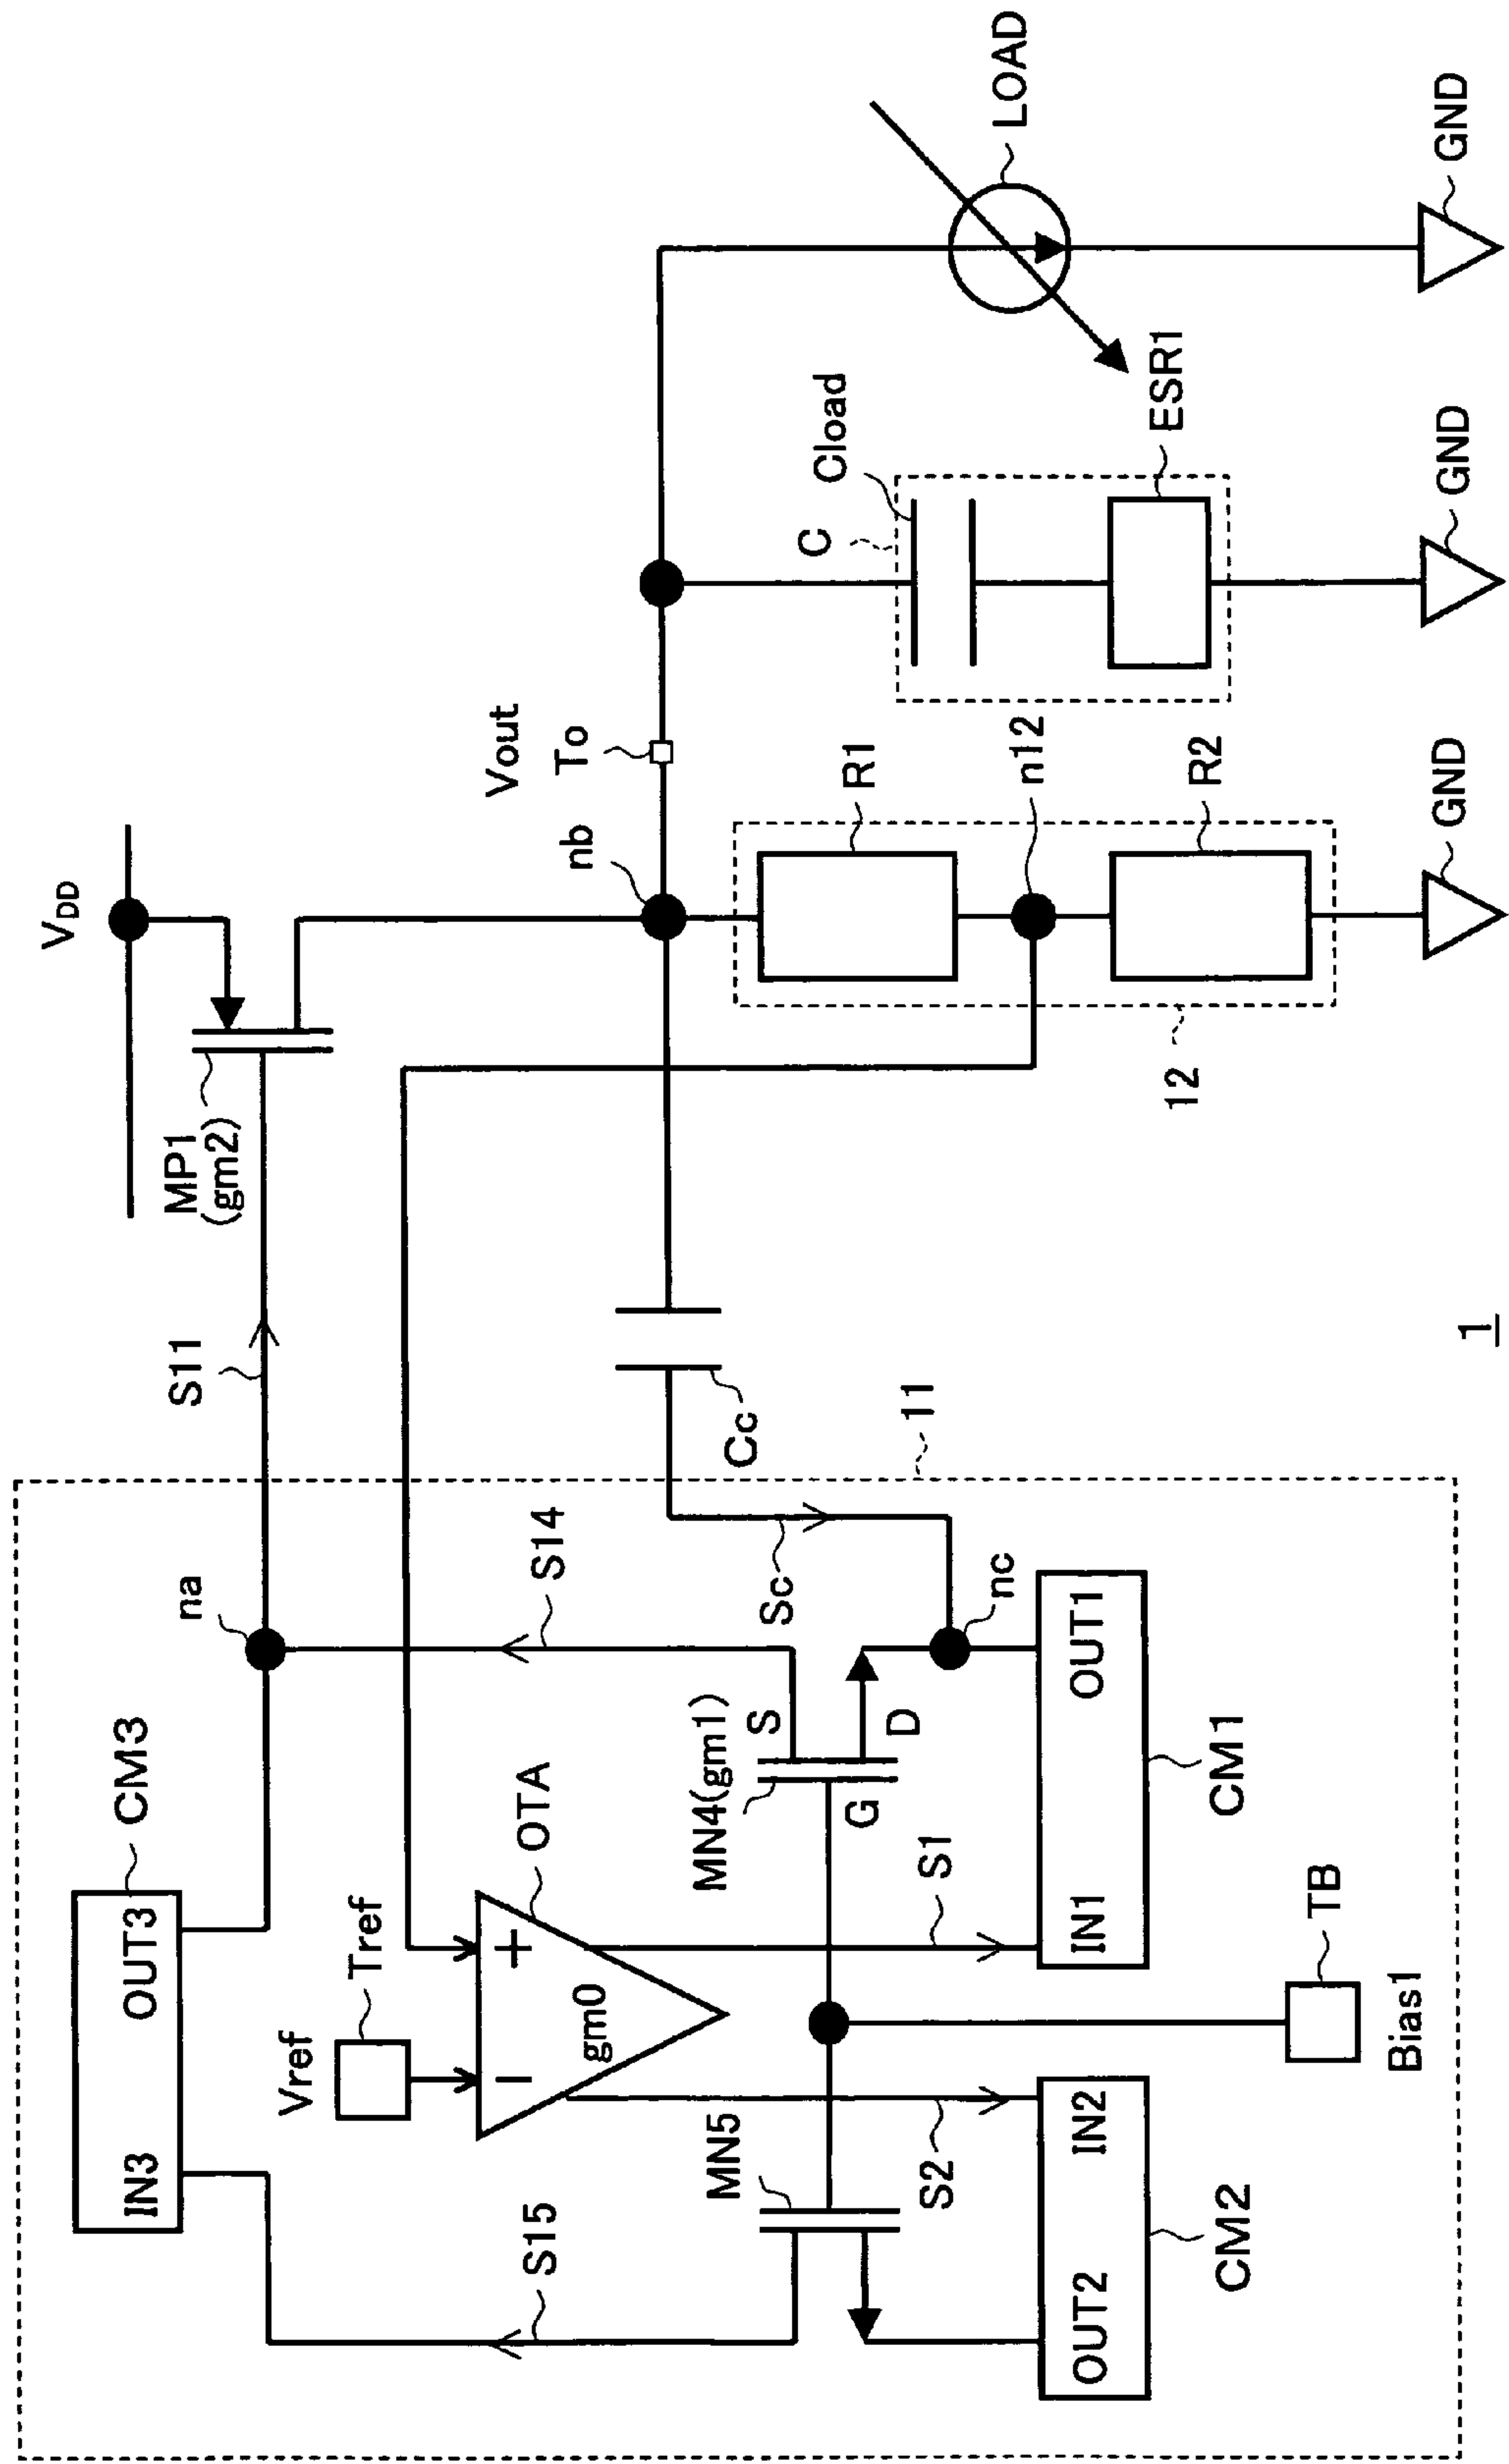 V_DD
MP1
(gm2)
S11
na
CM3
OUT3
IN3
Vref
Tref
OTA
gm0
−
+
S14
S15
MN4(gm1)
S
G
D
MN5
S1
S2
Sc
Cc
nc
11
nb
Vout
To
R1
n12
R2
12
C
Cload
ESR1
LOAD
GND
GND
GND
IN1
OUT1
CM1
IN2
OUT2
CM2
TB
Bias1
1